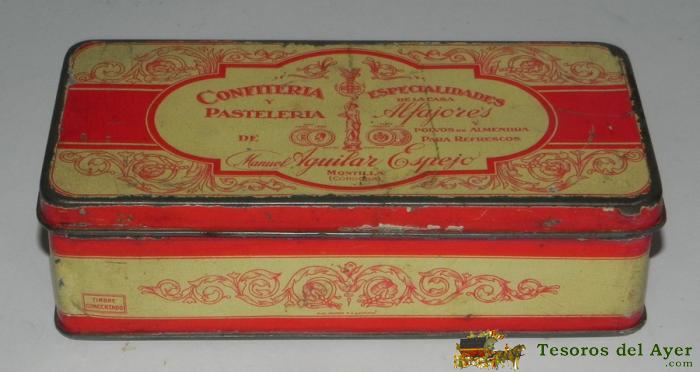 CONFITERIA
Y
PASTELERIA
DE
ESPECIALIDADES
DE LA CASA
Alfajores
POLVOS DE ALMENDRA
PARA REFRESCOS
Manuel Aguilar Espejo
MONTILLA
(CORDOBA)
TIMBRE
CONCERTADO
Tesoros del Ayer
.com